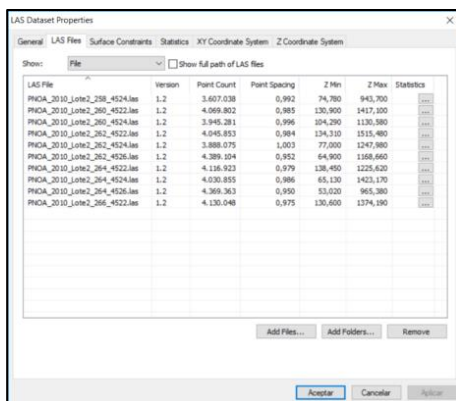 LAS Dataset Properties
General LAS Files Surface Constraints Statistics XY Coordinate System Z Coordinate System
Show: File Show full path of LAS files
LAS File Version Point Count Point Spacing Z Min Z Max Statistics
PNOA_2010_Lote2_258_4524.las 1.2 3.607.038 0,992 74,780 943,700 ...
PNOA_2010_Lote2_260_4522.las 1.2 4.069.802 0,985 130,900 1417,100 ...
PNOA_2010_Lote2_260_4524.las 1.2 3.945.281 0,996 104,290 1130,580 ...
PNOA_2010_Lote2_262_4522.las 1.2 4.045.853 0,984 134,310 1515,480 ...
PNOA_2010_Lote2_262_4524.las 1.2 3.888.075 1,003 77,000 1247,980 ...
PNOA_2010_Lote2_262_4526.las 1.2 4.389.104 0,952 64,900 1168,660 ...
PNOA_2010_Lote2_264_4522.las 1.2 4.116.923 0,979 138,450 1225,620 ...
PNOA_2010_Lote2_264_4524.las 1.2 4.030.855 0,986 65,130 1423,170 ...
PNOA_2010_Lote2_264_4526.las 1.2 4.369.363 0,950 53,020 965,380 ...
PNOA_2010_Lote2_266_4522.las 1.2 4.130.048 0,975 130,600 1374,190 ...
Add Files... Add Folders... Remove
Aceptar Cancelar Aplicar